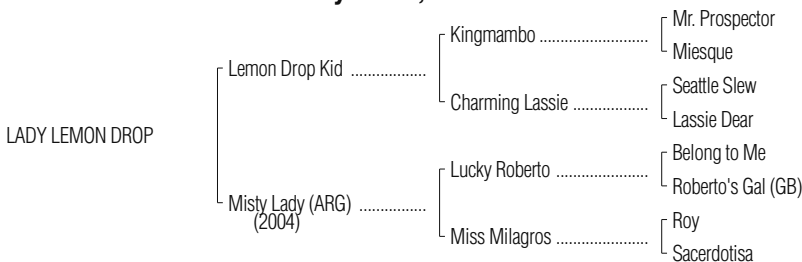 Mr. Prospector
Kingmambo ..........................
Miesque
Lemon Drop Kid ..................
Seattle Slew
Charming Lassie ..................
Lassie Dear
LADY LEMON DROP
Belong to Me
Lucky Roberto ......................
Roberto's Gal (GB)
Misty Lady (ARG) ................
(2004)
Roy
Miss Milagros ......................
Sacerdotisa